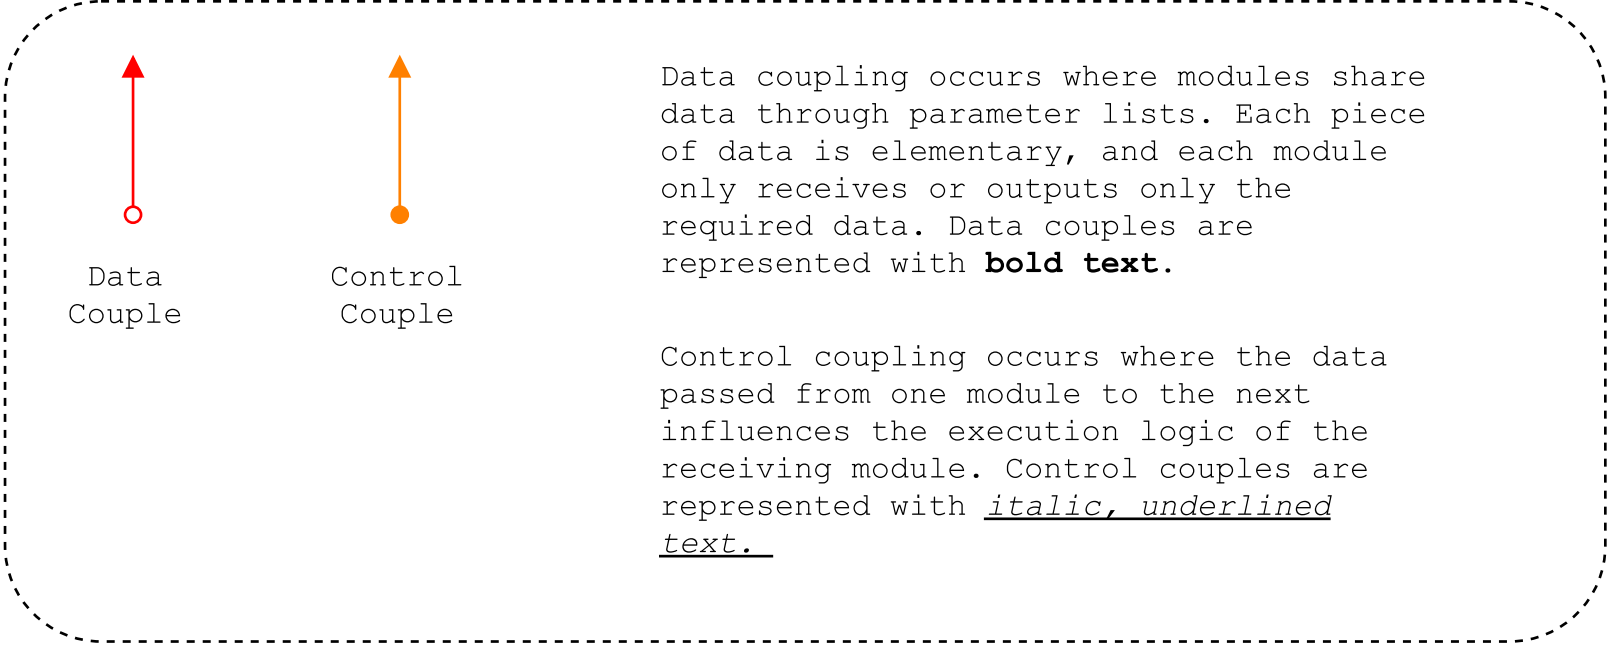 Data
Couple
Control
Couple
Data coupling occurs where modules share
data through parameter lists. Each piece
of data is elementary, and each module
only receives or outputs only the
required data. Data couples are
represented with bold text.
Control coupling occurs where the data
passed from one module to the next
influences the execution logic of the
receiving module. Control couples are
represented with italic, underlined
text.